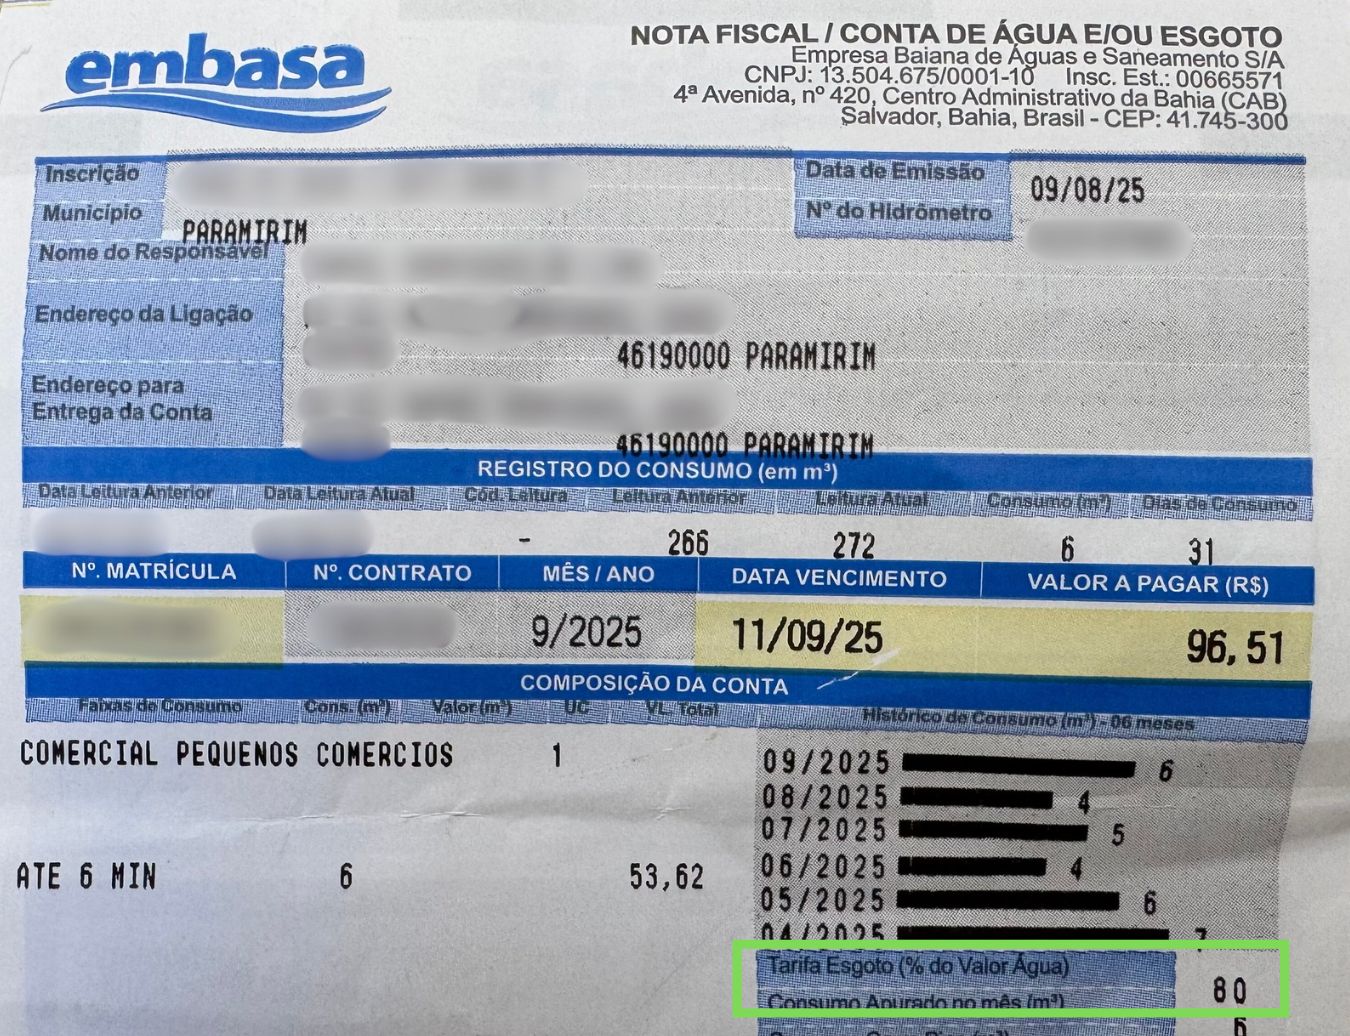 embasa
NOTA FISCAL / CONTA DE ÁGUA E/OU ESGOTO
Empresa Baiana de Águas e Saneamento S/A
CNPJ: 13.504.675/0001-10 Insc. Est.: 00665571
4ª Avenida, nº 420, Centro Administrativo da Bahia (CAB)
Salvador, Bahia, Brasil - CEP: 41.745-300
Inscrição
Data de Emissão 09/08/25
Município PARAMIRIM
Nº do Hidrômetro
Nome do Responsável
Endereço da Ligação
46190000 PARAMIRIM
Endereço para
Entrega da Conta
46190000 PARAMIRIM
REGISTRO DO CONSUMO (em m³)
Data Leitura Anterior Data Leitura Atual Cód. Leitura Leitura Anterior Leitura Atual Consumo (m³) Dias de Consumo
- 266 272 6 31
Nº. MATRÍCULA Nº. CONTRATO MÊS / ANO DATA VENCIMENTO VALOR A PAGAR (R$)
9/2025 11/09/25 96,51
COMPOSIÇÃO DA CONTA
Faixas de Consumo Cons. (m³) Valor (m³) UC VL. Total
COMERCIAL PEQUENOS COMERCIOS 1
ATE 6 MIN 6 53,62
Histórico de Consumo (m³) - 06 meses
09/2025 6
08/2025 4
07/2025 5
06/2025 4
05/2025 6
04/2025 7
Tarifa Esgoto (% do Valor Água) 80
Consumo Apurado no mês (m³) 6